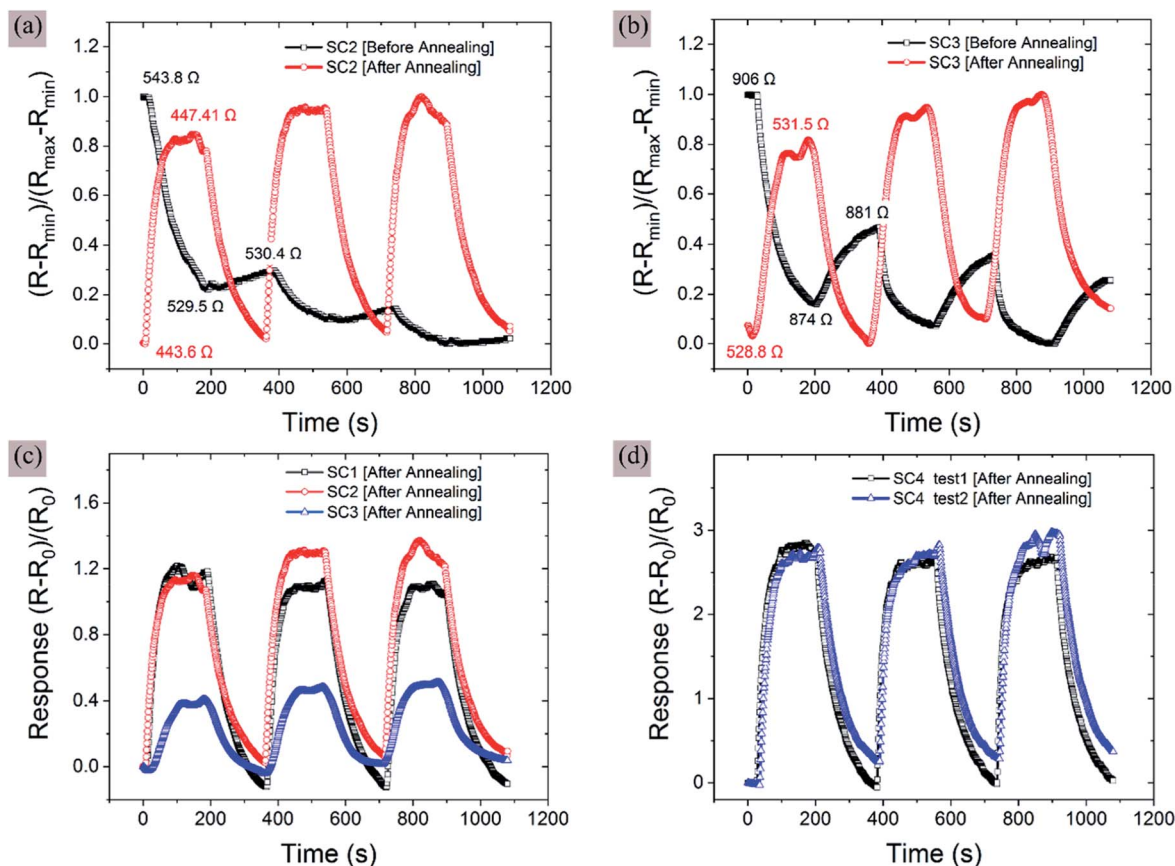 (a)
SC2 [Before Annealing]
SC2 [After Annealing]
543.8 Ω
447.41 Ω
530.4 Ω
529.5 Ω
443.6 Ω
1.2
1.0
0.8
0.6
0.4
0.2
0.0
(R-Rmin)/(Rmax-Rmin)
0 200 400 600 800 1000 1200
Time (s)
(b)
SC3 [Before Annealing]
SC3 [After Annealing]
906 Ω
531.5 Ω
881 Ω
874 Ω
528.8 Ω
1.2
1.0
0.8
0.6
0.4
0.2
0.0
(R-Rmin)/(Rmax-Rmin)
0 200 400 600 800 1000 1200
Time (s)
(c)
SC1 [After Annealing]
SC2 [After Annealing]
SC3 [After Annealing]
1.6
1.2
0.8
0.4
0.0
Response (R-R0)/(R0)
0 200 400 600 800 1000 1200
Time (s)
(d)
SC4 test1 [After Annealing]
SC4 test2 [After Annealing]
3
2
1
0
Response (R-R0)/(R0)
0 200 400 600 800 1000 1200
Time (s)